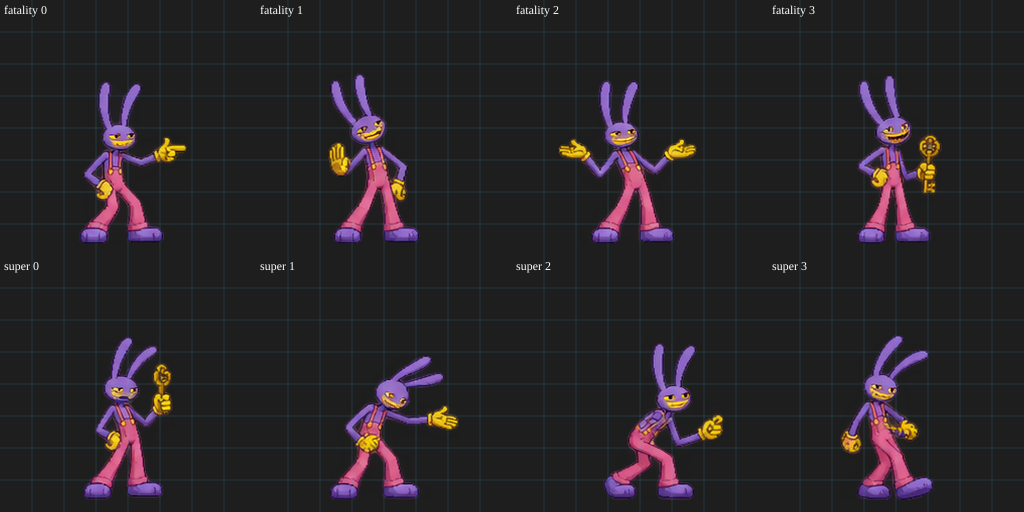 fatality 0
fatality 1
fatality 2
fatality 3
super 0
super 1
super 2
super 3